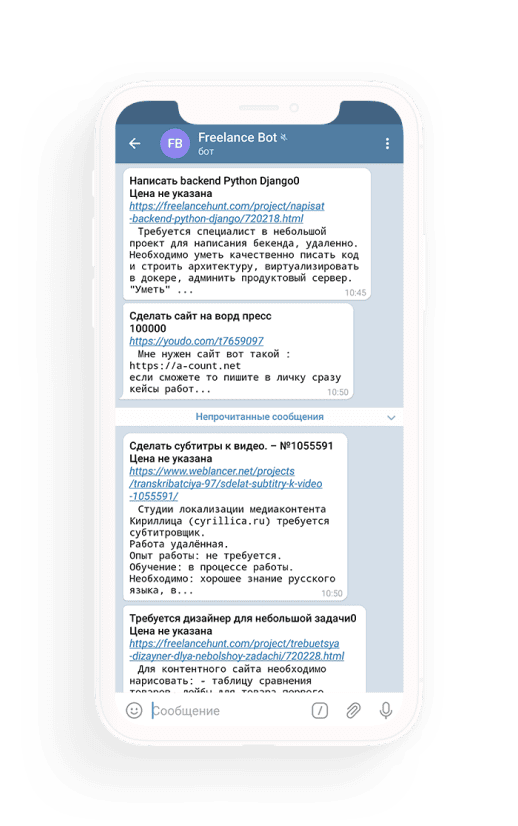 FB
Freelance Bot
бот
Написать backend Python Django0
Цена не указана
https://freelancehunt.com/project/napisat
-backend-python-django/720218.html
Требуется специалист в небольшой
проект для написания бекенда, удаленно.
Необходимо уметь качественно писать код
и строить архитектуру, виртуализировать
в докере, админить продуктовый сервер.
"Уметь" ...
10:45
Сделать сайт на ворд пресс
100000
https://youdo.com/t7659097
Мне нужен сайт вот такой :
https://a-count.net
если сможете то пишите в личку сразу
кейсы работ...
10:50
Непрочитанные сообщения
Сделать субтитры к видео. – №1055591
Цена не указана
https://www.weblancer.net/projects
/transkribatciya-97/sdelat-subtitry-k-video
-1055591/
Студии локализации медиаконтента
Кириллица (cyrillica.ru) требуется
субтитровщик.
Работа удалённая.
Опыт работы: не требуется.
Обучение: в процессе работы.
Необходимо: хорошее знание русского
языка, в...
10:50
Требуется дизайнер для небольшой задачи0
Цена не указана
https://freelancehunt.com/project/trebuetsya
-dizayner-dlya-nebolshoy-zadachi/720228.html
Для контентного сайта необходимо
нарисовать: - таблицу сравнения
товаров, лейбы для товара первого
Сообщение